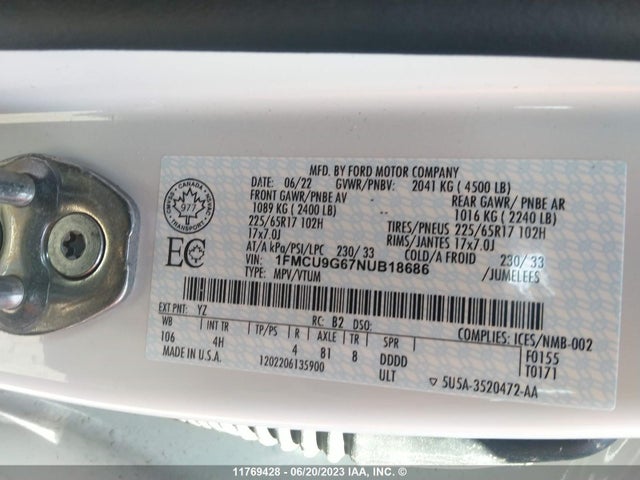 MFD. BY FORD MOTOR COMPANY
06/22 GVWR/PNBV: 2041 KG ( 4500 LB)
FRONT GAWR/PNBE AV REAR GAWR/ PNBE AR
1089 KG ( 2400 LB) 1016 KG ( 2240 LB)
225/65R17 102H TIRES/PNEUS 225/65R17 102H
17x7.0J RIMS/JANTES 17x7.0J
AT/A kPa/PSI/LPC 230/ 33 COLD/A FROID 230/ 33
VIN: 1FMCU9G67NUB18686 /JUMELEES
TYPE: MPV/VTUM
CANADA
977
TRANSPORT
EC
EXT PNT: YZ RC: B2 DSO: COMPLIES: ICES/NMB-002
WB INT TR TP/PS R AXLE TR SPR F0155
106 4H 4 81 8 DDDD T0171
MADE IN U.S.A. 1202206135900 ULT ▽ 5U5A-3520472-AA
11769428 - 06/20/2023 IAA, INC. ©